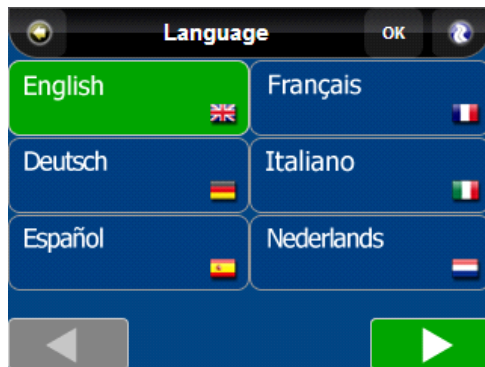 Language OK
English Français
Deutsch Italiano
Español Nederlands